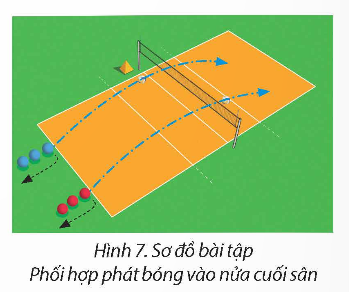 Hình 7. Sơ đồ bài tập
Phối hợp phát bóng vào nửa cuối sân